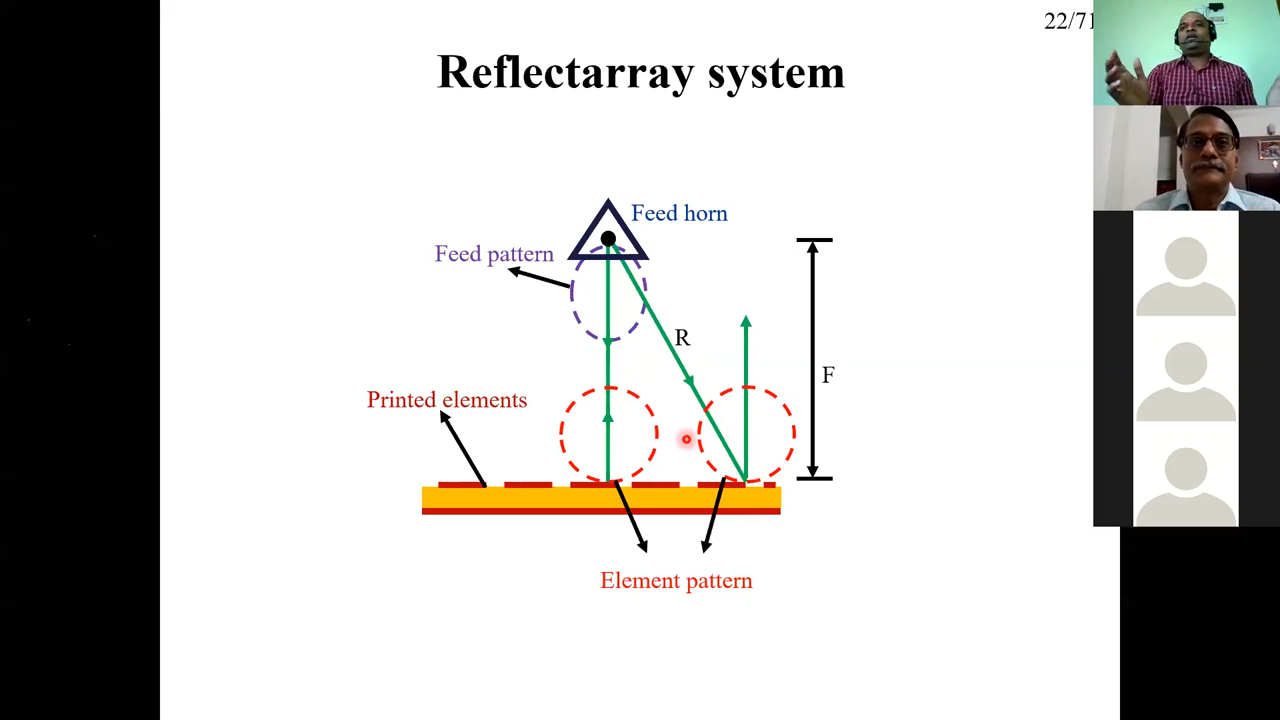 22/71
Reflectarray system
Feed horn
Feed pattern
R
F
Printed elements
Element pattern